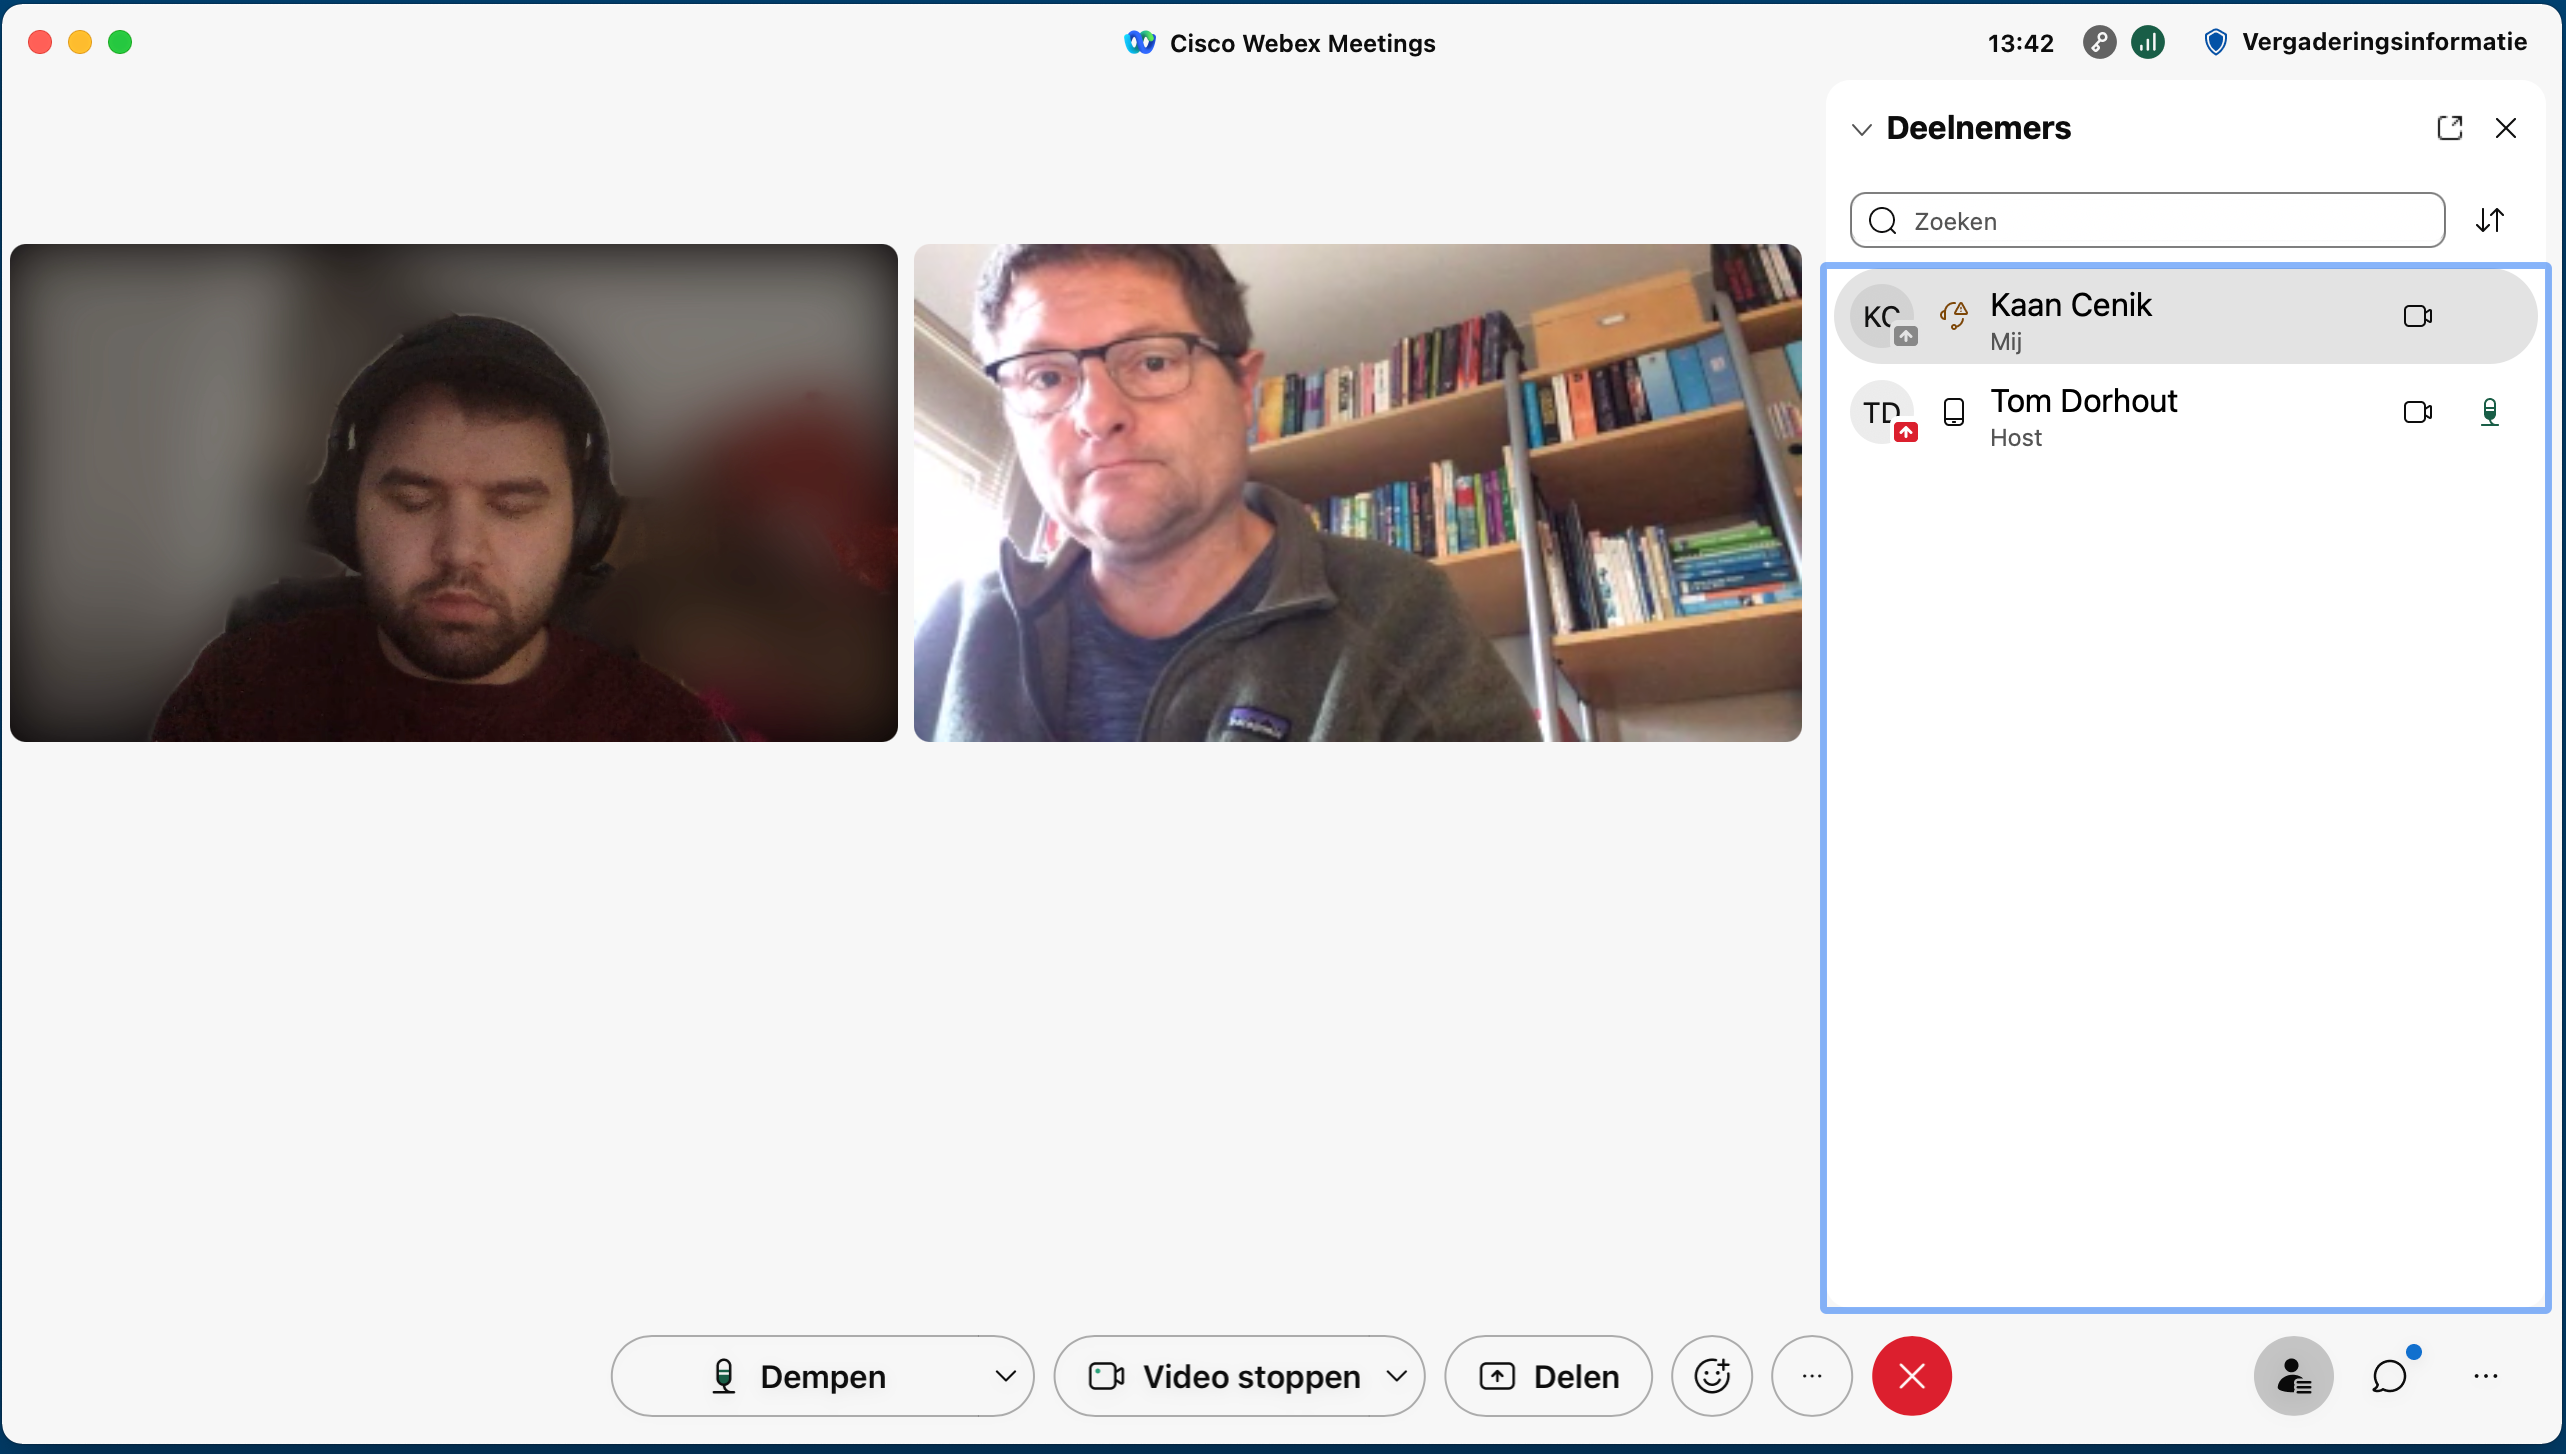 Cisco Webex Meetings
13:42
Vergaderingsinformatie
Deelnemers
Zoeken
KC
Kaan Cenik
Mij
TD
Tom Dorhout
Host
Dempen
Video stoppen
Delen